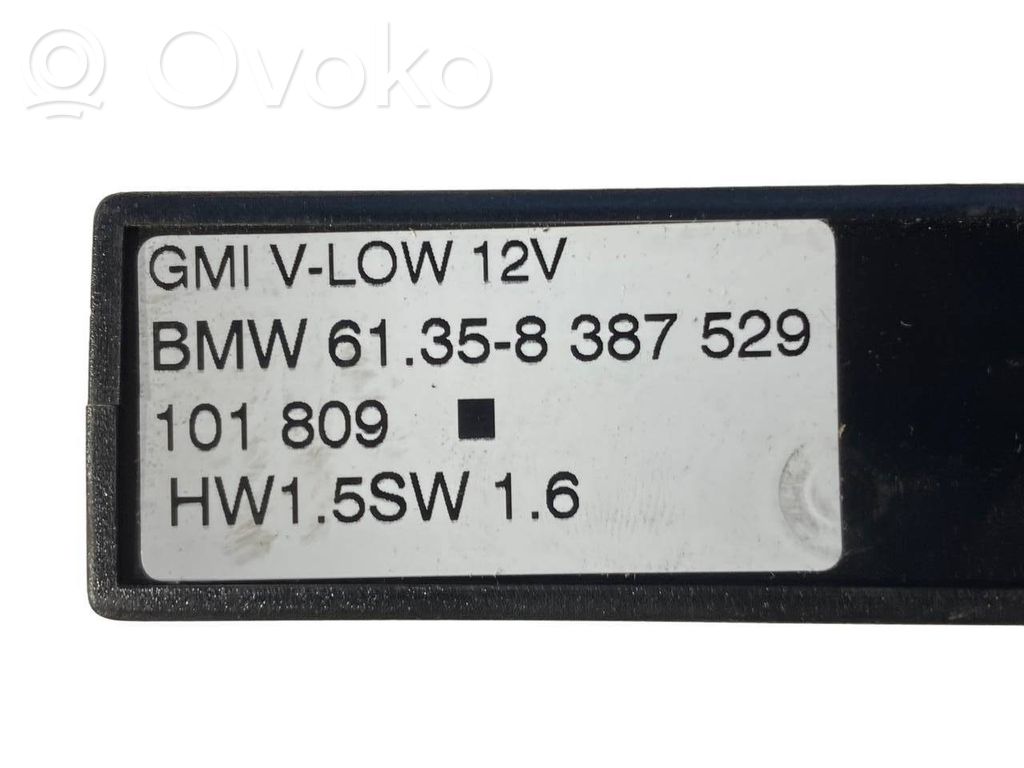 Ovoko
GMI V-LOW 12V
BMW 61.35-8 387 529
101 809
HW1.5SW 1.6